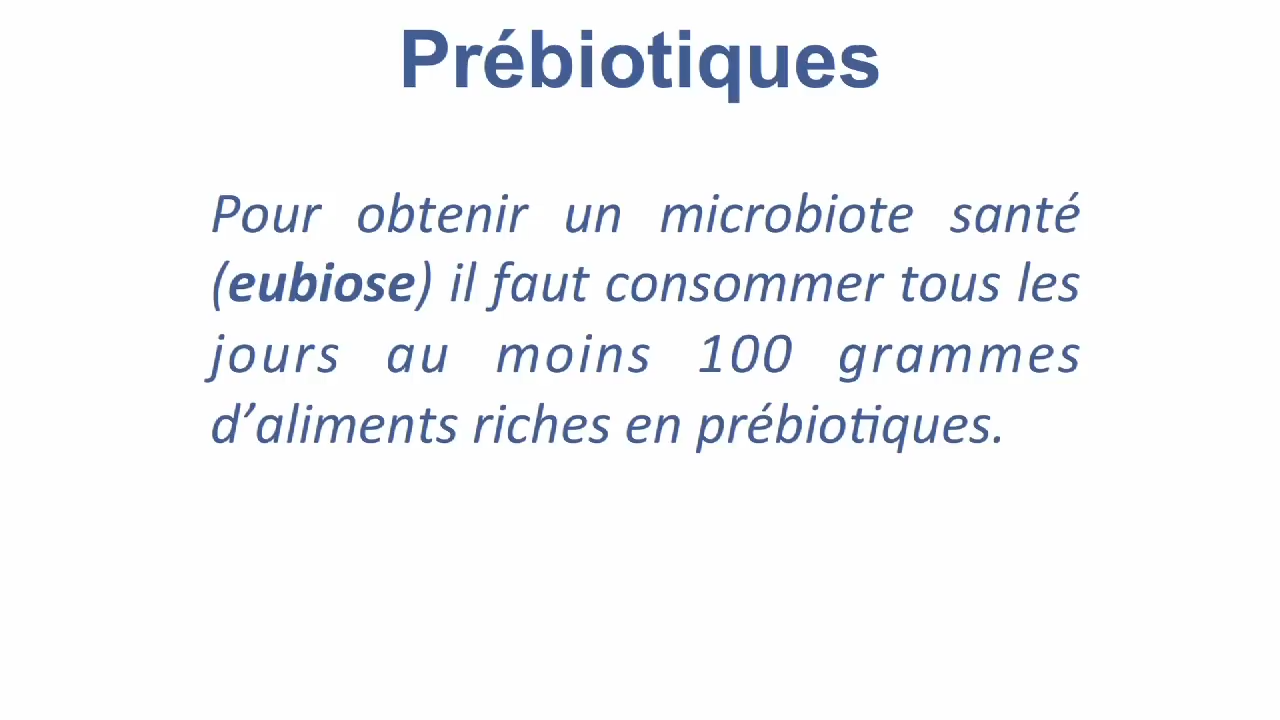 Prébiotiques
Pour obtenir un microbiote santé
(eubiose) il faut consommer tous les
jours au moins 100 grammes
d’aliments riches en prébiotiques.